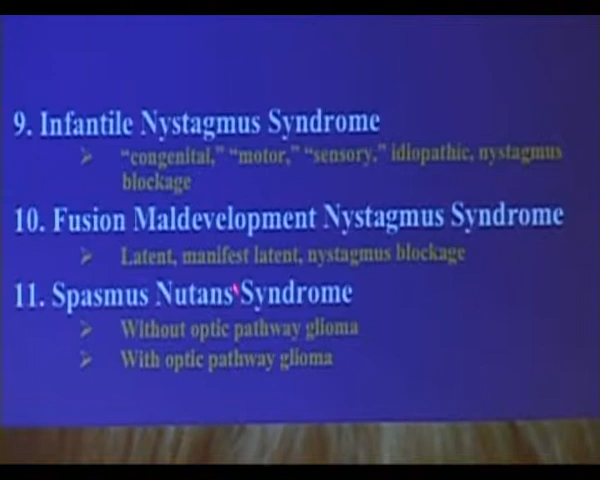 9. Infantile Nystagmus Syndrome
➢ “congenital,” “motor,” “sensory,” idiopathic, nystagmus
blockage
10. Fusion Maldevelopment Nystagmus Syndrome
➢ Latent, manifest latent, nystagmus blockage
11. Spasmus Nutans Syndrome
➢ Without optic pathway glioma
➢ With optic pathway glioma